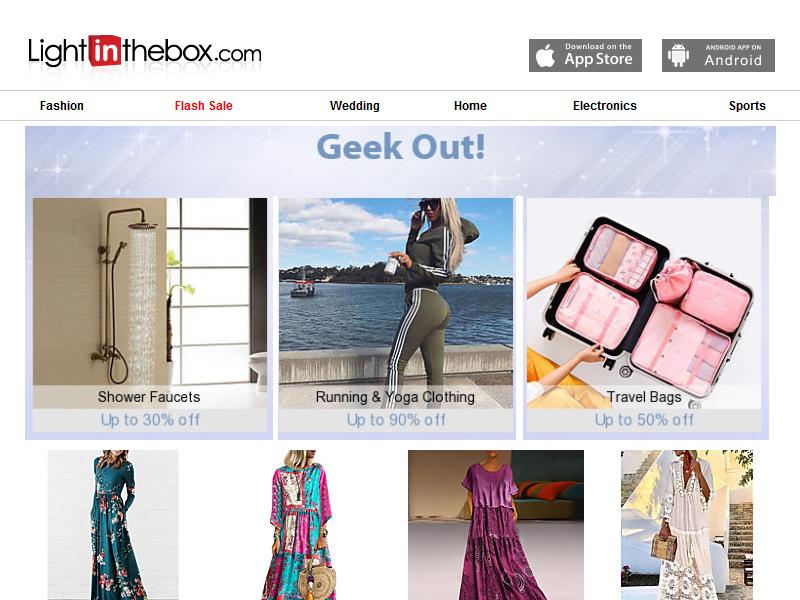 Lightinthebox.com
Download on the
App Store
ANDROID APP ON
Android
Fashion Flash Sale Wedding Home Electronics Sports
Geek Out!
Shower Faucets
Up to 30% off
Running & Yoga Clothing
Up to 90% off
Travel Bags
Up to 50% off